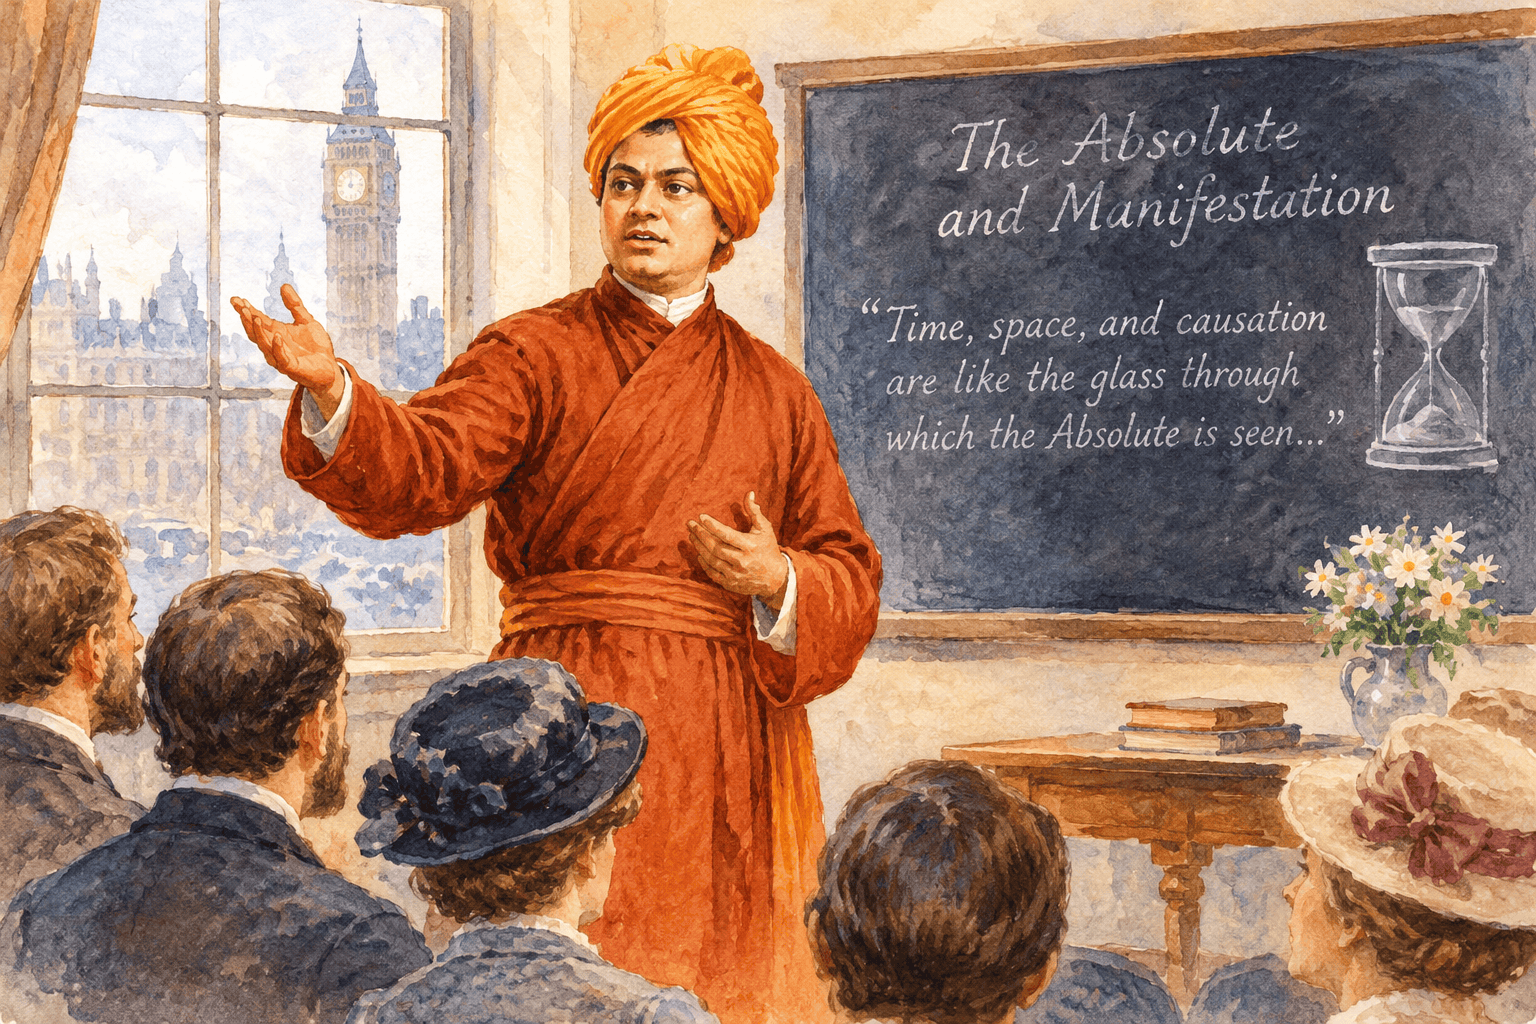 The Absolute
and Manifestation
“Time, space, and causation
are like the glass through
which the Absolute is seen...”